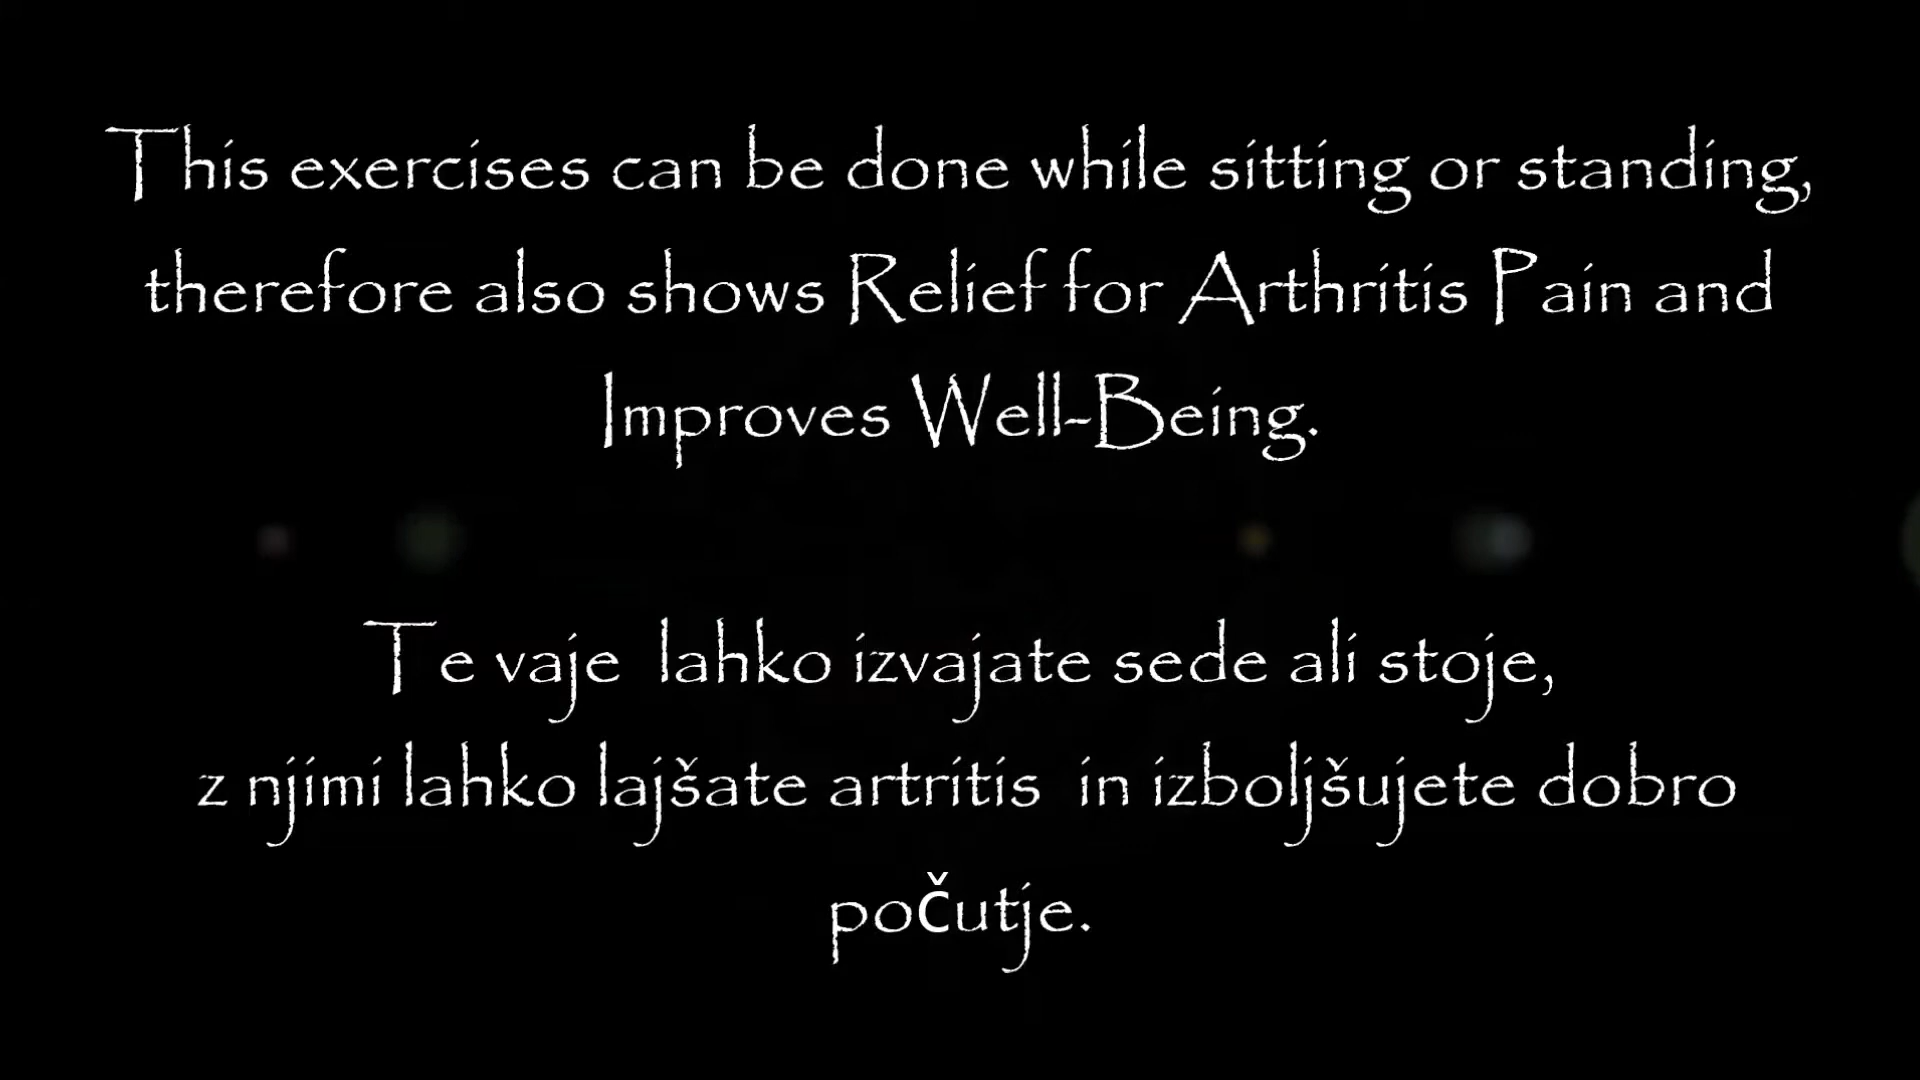 This exercises can be done while sitting or standing,
therefore also shows Relief for Arthritis Pain and
Improves Well-Being.
Te vaje lahko izvajate sede ali stoje,
z njimi lahko lajšate artritis in izboljšujete dobro
počutje.